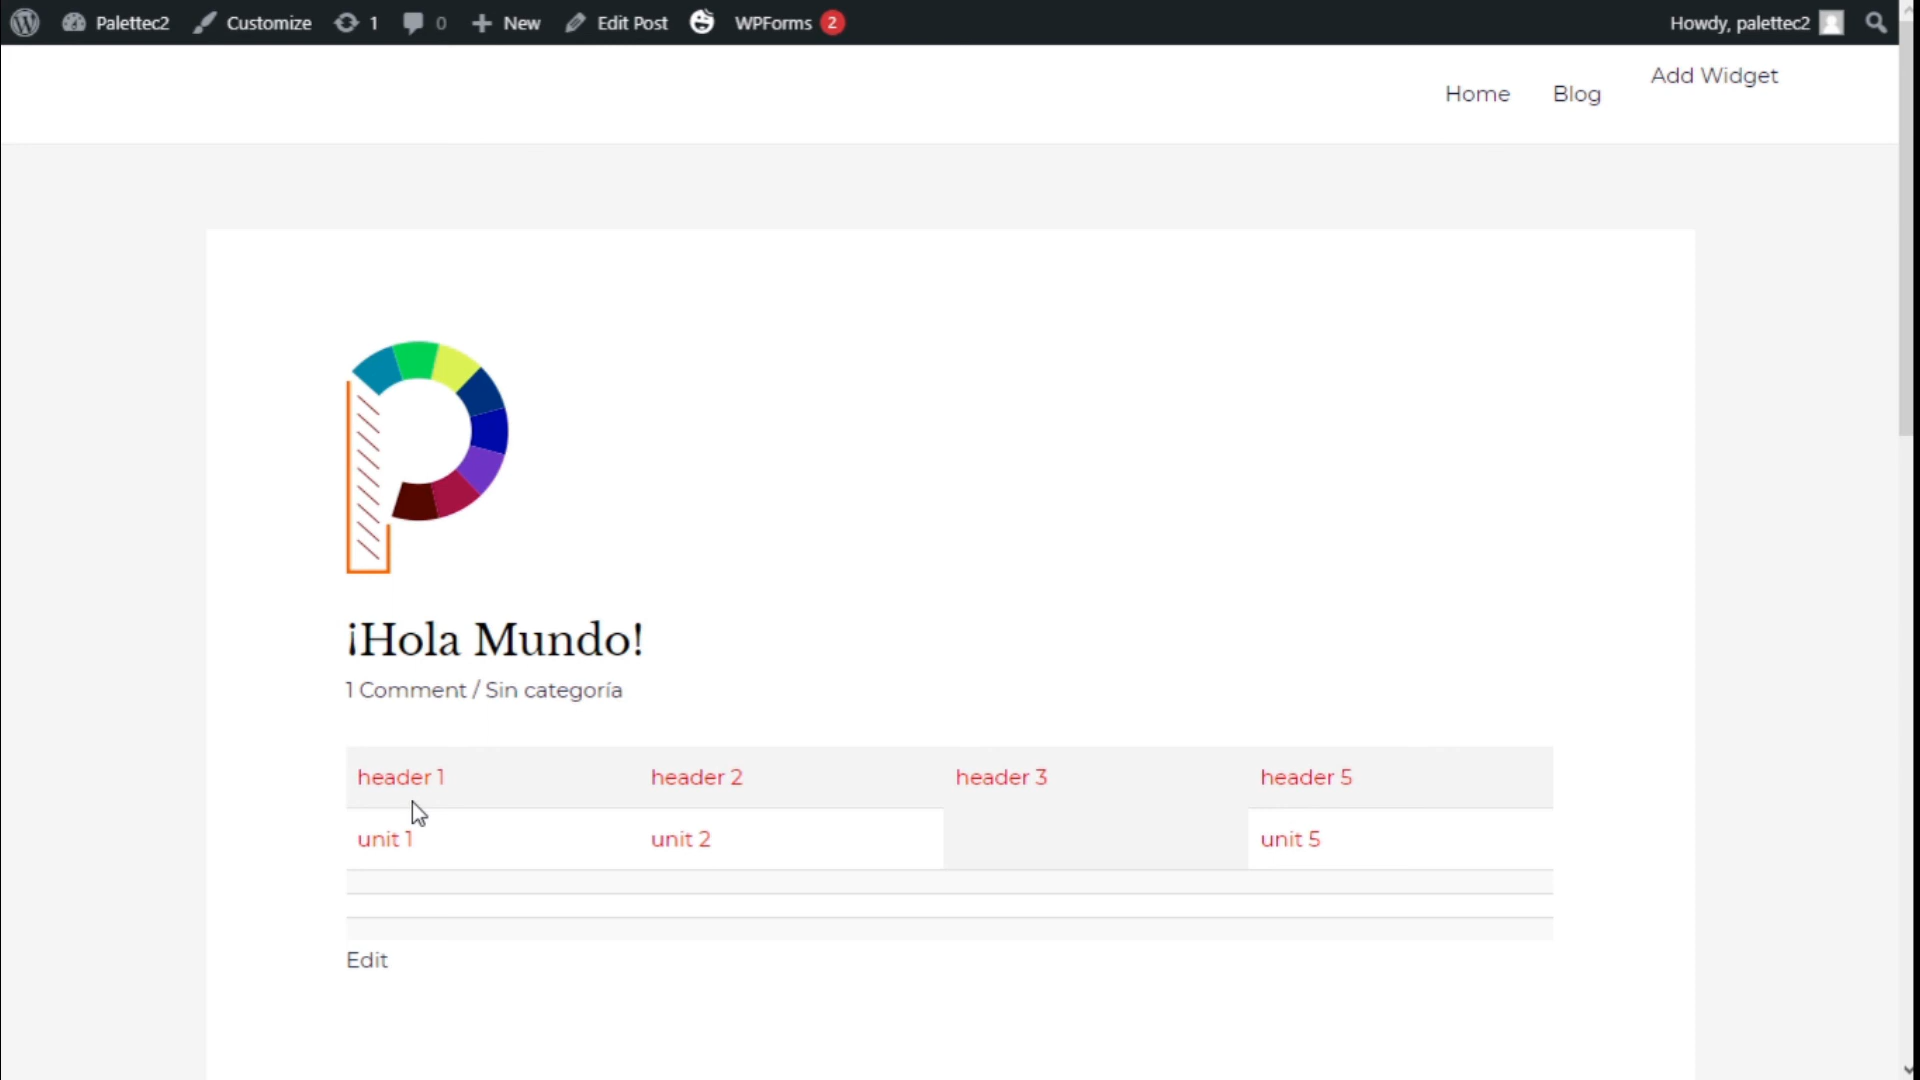 Palettec2 Customize 1 0 New Edit Post WPForms 2 Howdy, palettec2
Home Blog Add Widget
¡Hola Mundo!
1 Comment / Sin categoría
header 1 header 2 header 3 header 5
unit 1 unit 2 unit 5
Edit